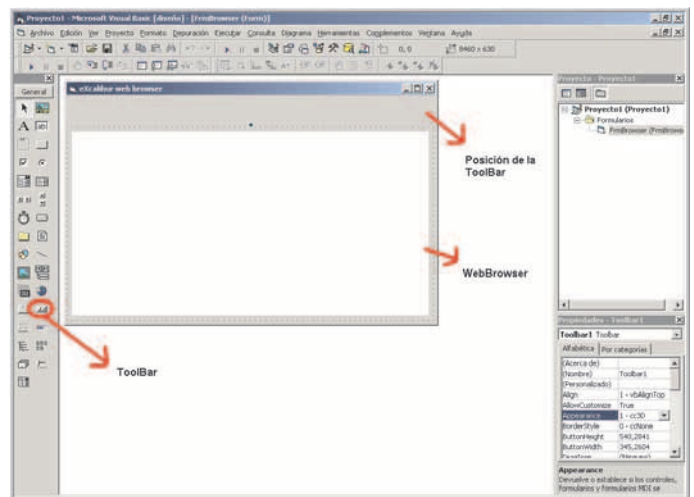 Proyecto1 - Microsoft Visual Basic [diseño] - [FrmBrowser (Form)]
Archivo Edición Ver Proyecto Formato Depuración Ejecutar Consulta Diagrama Herramientas Complementos Ventana Ayuda
0, 0
8460 x 630
General
eXcalibur web browser
Posición de la
ToolBar
WebBrowser
ToolBar
Proyecto - Proyecto1
Proyecto1 (Proyecto1)
Formularios
FrmBrowser (FrmBrows
Propiedades - Toolbar1
Toolbar1 Toolbar
Alfabética Por categorías
(Acerca de)
(Nombre) Toolbar1
(Personalizado)
Align 1 - vbAlignTop
AllowCustomize True
Appearance 1 - cc3D
BorderStyle 0 - ccNone
ButtonHeight 540,2841
ButtonWidth 345,2604
Appearance
Devuelve o establece si los controles,
formularios y formularios MDI se